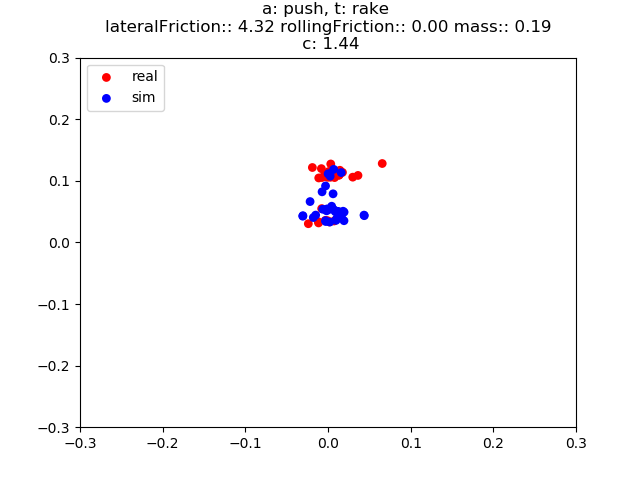 a: push, t: rake
lateralFriction:: 4.32 rollingFriction:: 0.00 mass:: 0.19
c: 1.44
real
sim
0.3
0.2
0.1
0.0
−0.1
−0.2
−0.3
−0.3 −0.2 −0.1 0.0 0.1 0.2 0.3